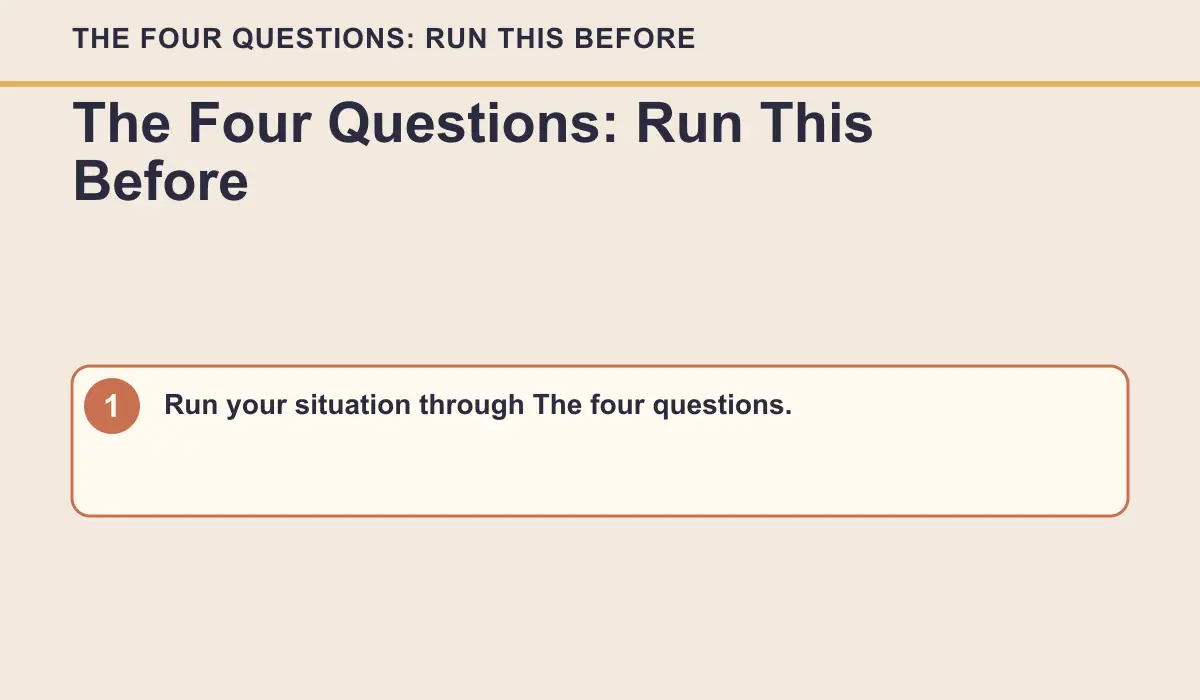 THE FOUR QUESTIONS: RUN THIS BEFORE
The Four Questions: Run This
Before
1
Run your situation through The four questions.